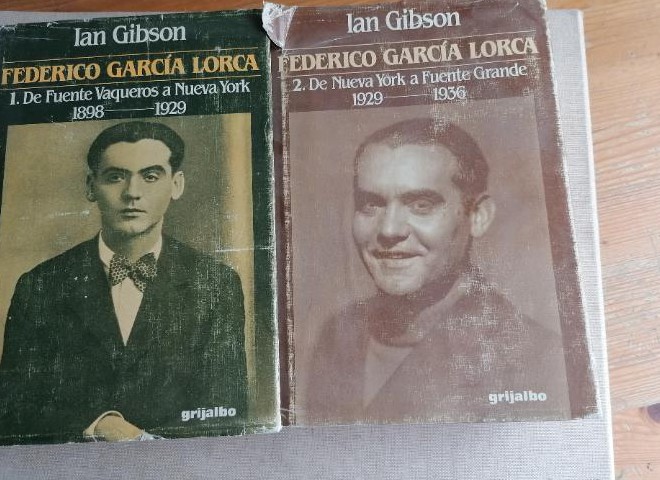 Ian Gibson
FEDERICO GARCÍA LORCA
1. De Fuente Vaqueros a Nueva York
1898——1929
grijalbo
Ian Gibson
FEDERICO GARCÍA LORCA
2. De Nueva York a Fuente Grande
1929——1936
grijalbo